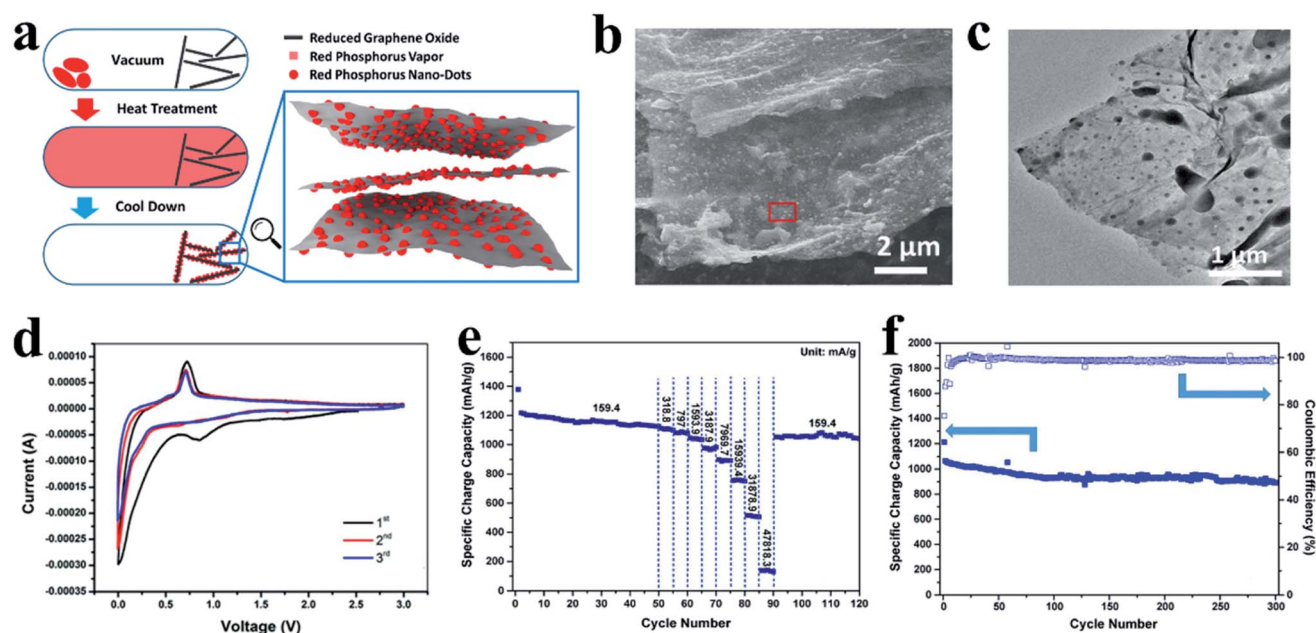 a
Vacuum
Heat Treatment
Cool Down
Reduced Graphene Oxide
Red Phosphorus Vapor
Red Phosphorus Nano-Dots
b
2 µm
c
1 µm
d
0.00010
0.00005
0.00000
-0.00005
-0.00010
-0.00015
-0.00020
-0.00025
-0.00030
-0.00035
Current (A)
1st
2nd
3rd
0.0 0.5 1.0 1.5 2.0 2.5 3.0
Voltage (V)
e
Specific Charge Capacity (mAh/g)
1600
1400
1200
1000
800
600
400
200
0
Unit: mA/g
159.4
318.8
797
1593.9
3187.9
7969.7
15939.4
31878.9
47818.3
159.4
0 10 20 30 40 50 60 70 80 90 100 110 120
Cycle Number
f
Specific Charge Capacity (mAh/g)
2000
1800
1600
1400
1200
1000
800
600
400
200
0
100
80
60
40
20
0
Coulombic Efficiency (%)
0 50 100 150 200 250 300
Cycle Number